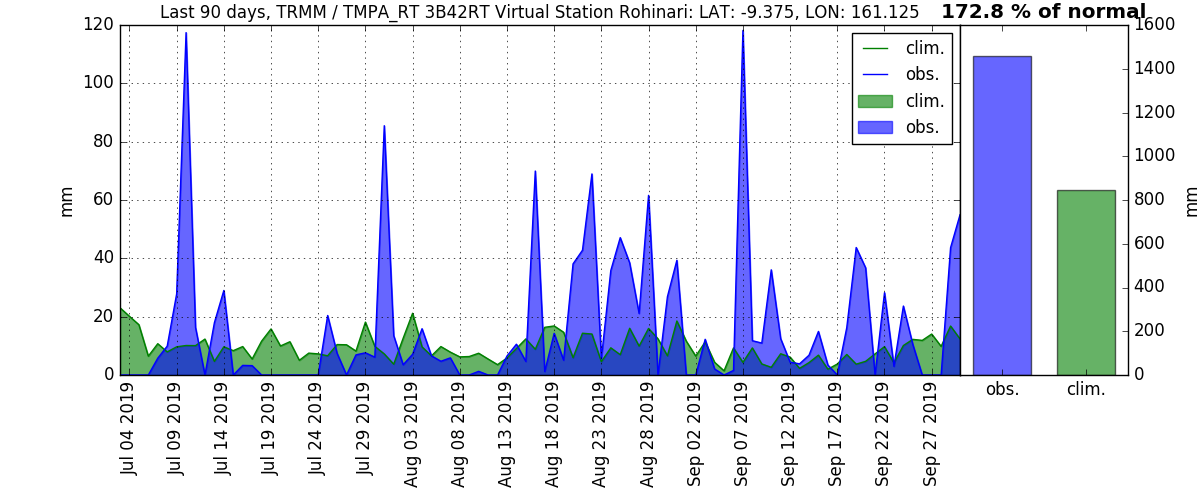 Last 90 days, TRMM / TMPA_RT 3B42RT Virtual Station Rohinari: LAT: -9.375, LON: 161.125
172.8 % of normal
120
100
80
60
40
20
0
mm
clim.
obs.
clim.
obs.
1600
1400
1200
1000
800
600
400
200
0
mm
Jul 04 2019
Jul 09 2019
Jul 14 2019
Jul 19 2019
Jul 24 2019
Jul 29 2019
Aug 03 2019
Aug 08 2019
Aug 13 2019
Aug 18 2019
Aug 23 2019
Aug 28 2019
Sep 02 2019
Sep 07 2019
Sep 12 2019
Sep 17 2019
Sep 22 2019
Sep 27 2019
obs.
clim.